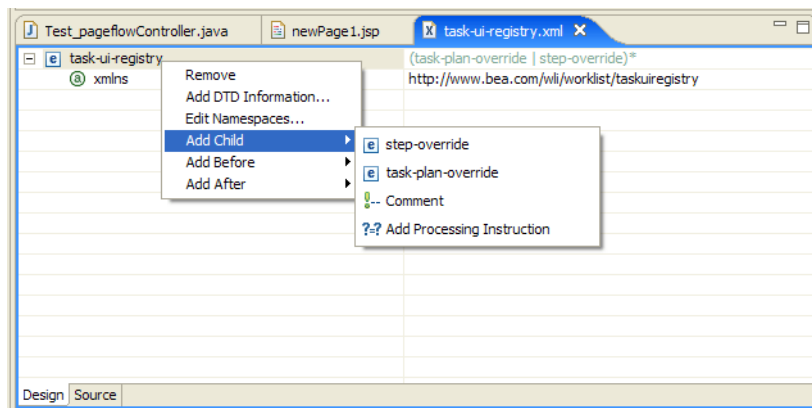 Test_pageflowController.java newPage1.jsp task-ui-registry.xml
task-ui-registry (task-plan-override | step-override)*
xmlns http://www.bea.com/wli/worklist/taskuiregistry
Remove
Add DTD Information...
Edit Namespaces...
Add Child
Add Before
Add After
step-override
task-plan-override
Comment
Add Processing Instruction
Design Source